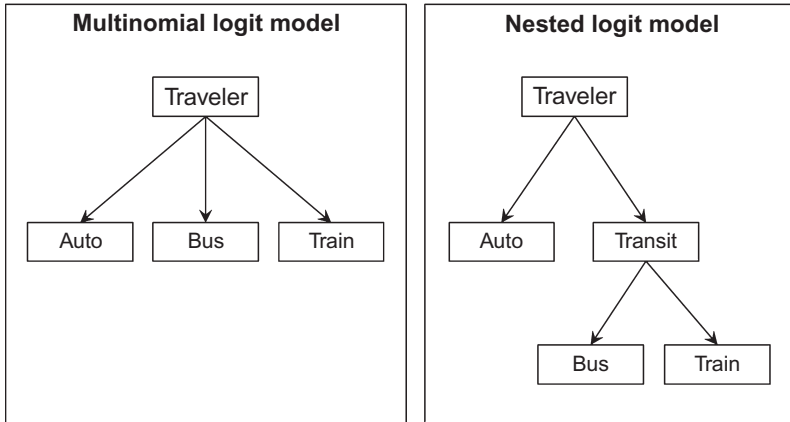 Multinomial logit model
Traveler
Auto
Bus
Train
Nested logit model
Traveler
Auto
Transit
Bus
Train